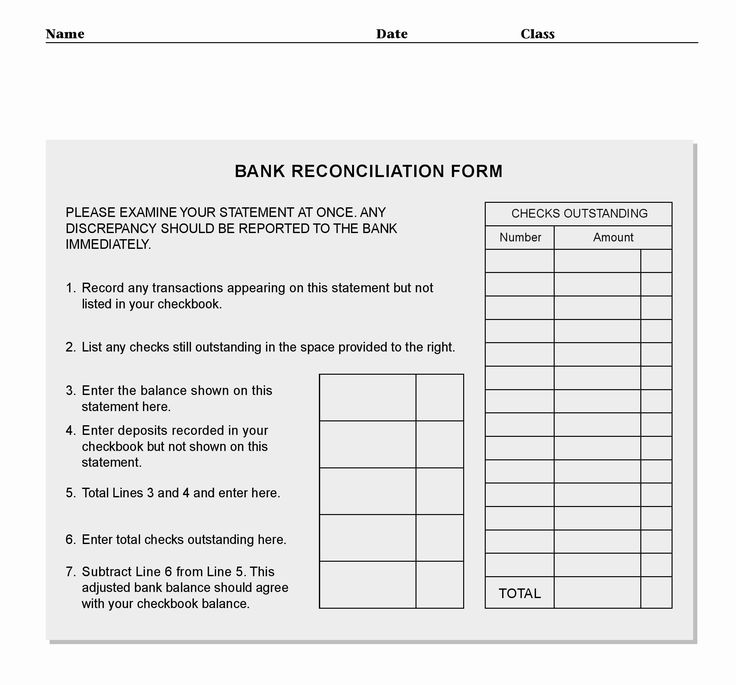 Name Date Class
BANK RECONCILIATION FORM
PLEASE EXAMINE YOUR STATEMENT AT ONCE. ANY
DISCREPANCY SHOULD BE REPORTED TO THE BANK
IMMEDIATELY.
1. Record any transactions appearing on this statement but not
listed in your checkbook.
2. List any checks still outstanding in the space provided to the right.
3. Enter the balance shown on this
statement here.
4. Enter deposits recorded in your
checkbook but not shown on this
statement.
5. Total Lines 3 and 4 and enter here.
6. Enter total checks outstanding here.
7. Subtract Line 6 from Line 5. This
adjusted bank balance should agree
with your checkbook balance.
CHECKS OUTSTANDING
Number Amount
TOTAL